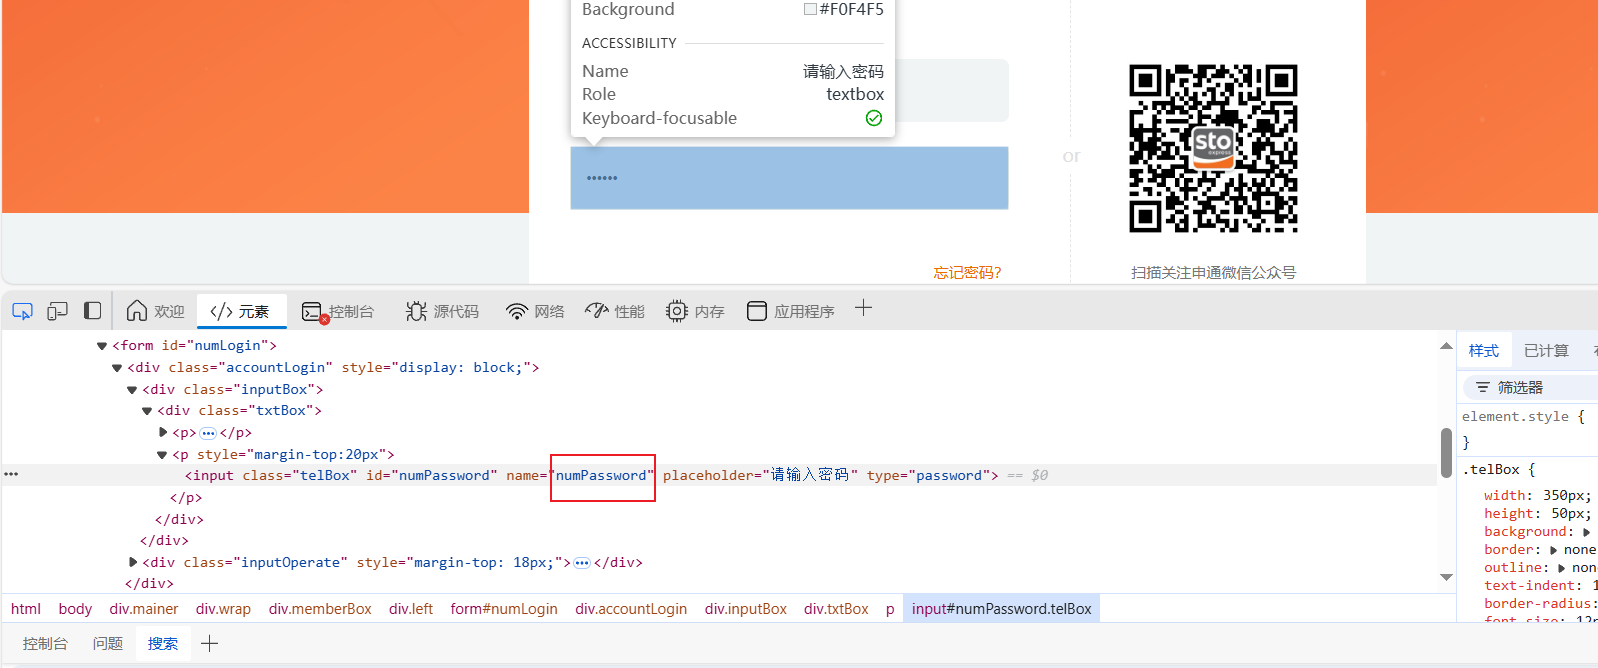 Background #F0F4F5
ACCESSIBILITY
Name 请输入密码
Role textbox
Keyboard-focusable
••••••
or
sto
express
忘记密码?
扫描关注申通微信公众号
欢迎 </> 元素 控制台 源代码 网络 性能 内存 应用程序
<form id="numLogin">
<div class="accountLogin" style="display: block;">
<div class="inputBox">
<div class="txtBox">
<p>…</p>
<p style="margin-top:20px">
<input class="telBox" id="numPassword" name="numPassword" placeholder="请输入密码" type="password"> == $0
</p>
</div>
</div>
<div class="inputOperate" style="margin-top: 18px;">…</div>
</div>
样式 已计算
筛选器
element.style {
}
.telBox {
width: 350px;
height: 50px;
background:
border: none
outline: non
text-indent: 1
border-radius:
font-size: 12p
html body div.mainer div.wrap div.memberBox div.left form#numLogin div.accountLogin div.inputBox div.txtBox p input#numPassword.telBox
控制台 问题 搜索